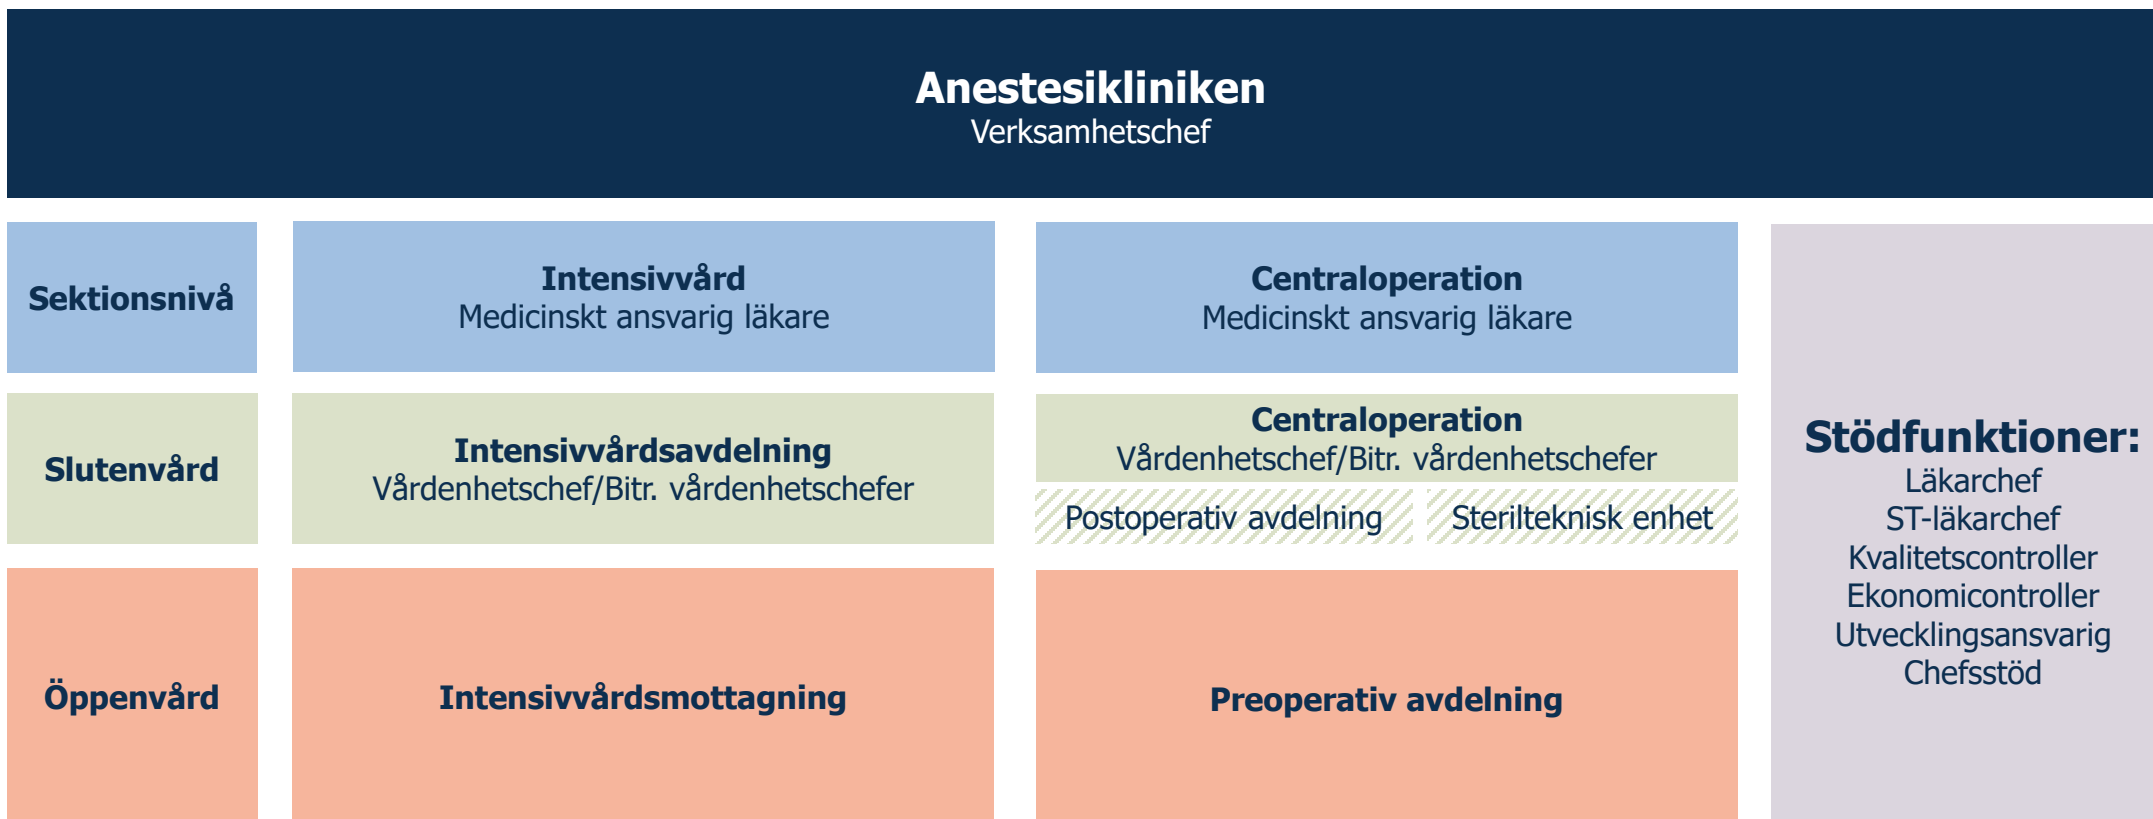 Anestesikliniken
Verksamhetschef
Sektionsnivå
Intensivvård
Medicinskt ansvarig läkare
Centraloperation
Medicinskt ansvarig läkare
Slutenvård
Intensivvårdsavdelning
Vårdenhetschef/Bitr. vårdenhetschefer
Centraloperation
Vårdenhetschef/Bitr. vårdenhetschefer
Postoperativ avdelning
Sterilteknisk enhet
Öppenvård
Intensivvårdsmottagning
Preoperativ avdelning
Stödfunktioner:
Läkarchef
ST-läkarchef
Kvalitetscontroller
Ekonomicontroller
Utvecklingsansvarig
Chefsstöd